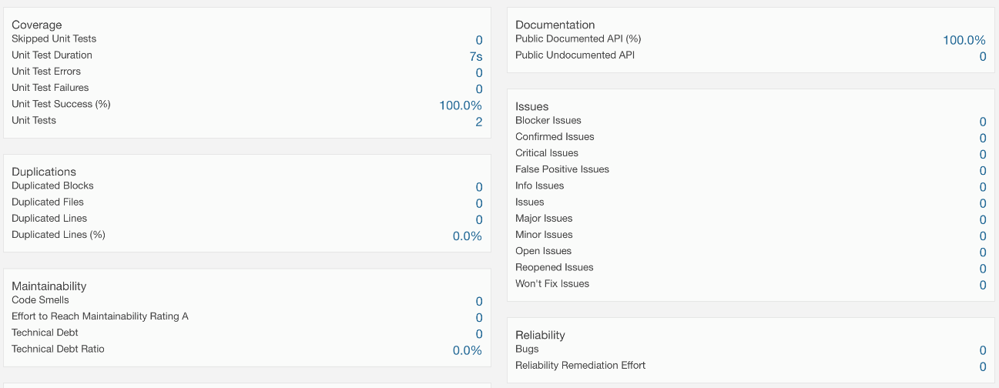 Coverage
Skipped Unit Tests 0
Unit Test Duration 7s
Unit Test Errors 0
Unit Test Failures 0
Unit Test Success (%) 100.0%
Unit Tests 2
Duplications
Duplicated Blocks 0
Duplicated Files 0
Duplicated Lines 0
Duplicated Lines (%) 0.0%
Maintainability
Code Smells 0
Effort to Reach Maintainability Rating A 0
Technical Debt 0
Technical Debt Ratio 0.0%
Documentation
Public Documented API (%) 100.0%
Public Undocumented API 0
Issues
Blocker Issues 0
Confirmed Issues 0
Critical Issues 0
False Positive Issues 0
Info Issues 0
Issues 0
Major Issues 0
Minor Issues 0
Open Issues 0
Reopened Issues 0
Won't Fix Issues 0
Reliability
Bugs 0
Reliability Remediation Effort 0